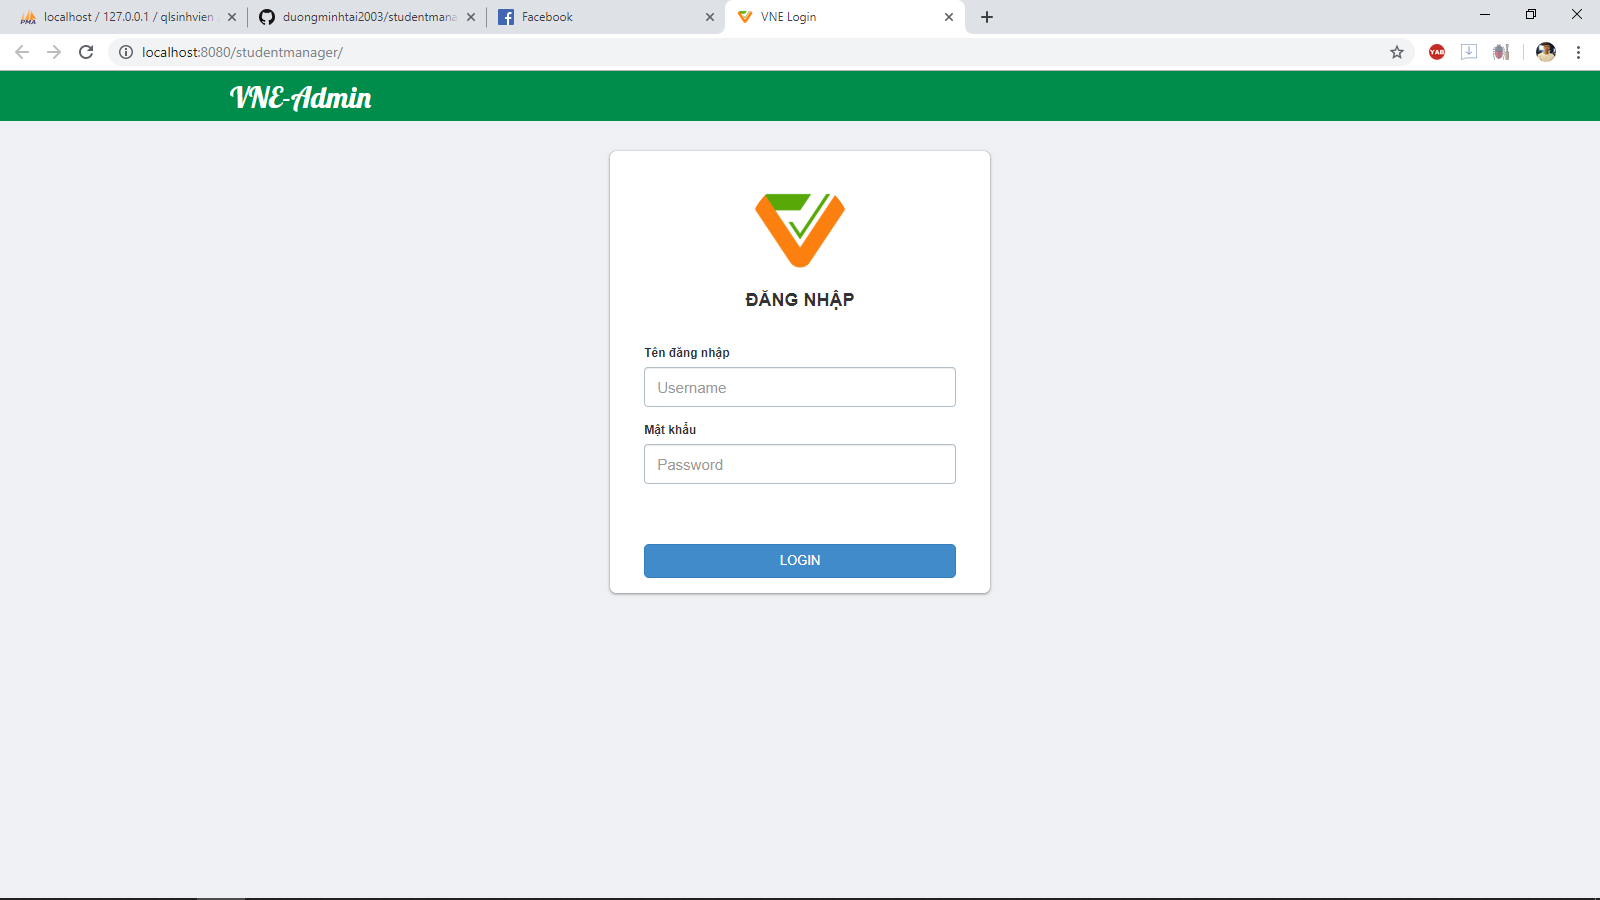 localhost / 127.0.0.1 / qlsinhvien
duongminhtai2003/studentmana
Facebook
VNE Login
localhost:8080/studentmanager/
YAB
VNE-Admin
ĐĂNG NHẬP
Tên đăng nhập
Username
Mật khẩu
Password
LOGIN